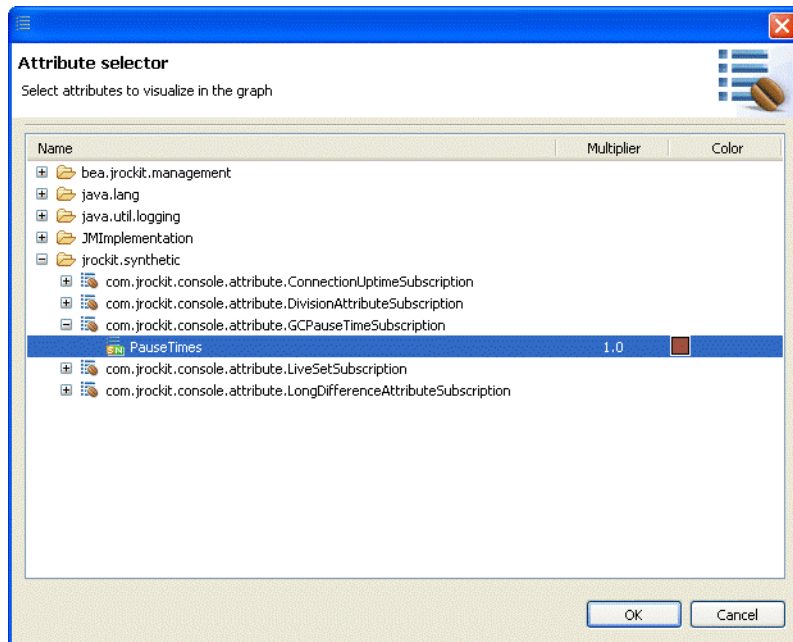 Attribute selector
Select attributes to visualize in the graph
Name Multiplier Color
bea.jrockit.management
java.lang
java.util.logging
JMImplementation
jrockit.synthetic
com.jrockit.console.attribute.ConnectionUptimeSubscription
com.jrockit.console.attribute.DivisionAttributeSubscription
com.jrockit.console.attribute.GCPauseTimeSubscription
PauseTimes 1.0
com.jrockit.console.attribute.LiveSetSubscription
com.jrockit.console.attribute.LongDifferenceAttributeSubscription
OK Cancel